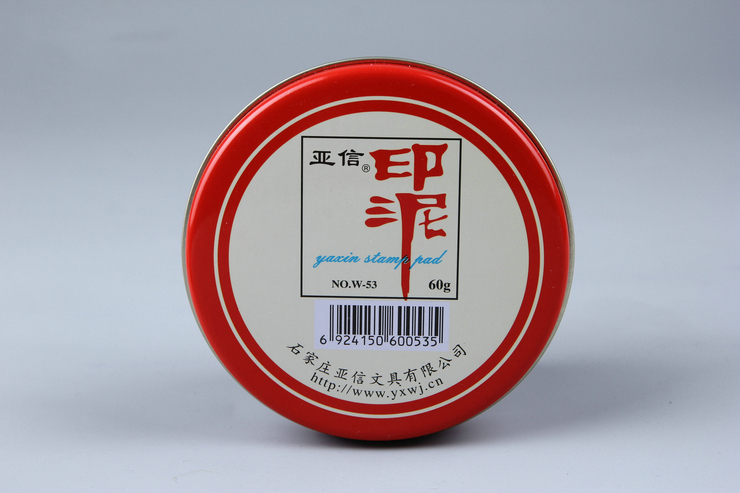 亚信®
印泥
yaxin stamp pad
NO.W-53 60g
6 924150 600535
石家庄亚信文具有限公司
http://www.yxwj.cn